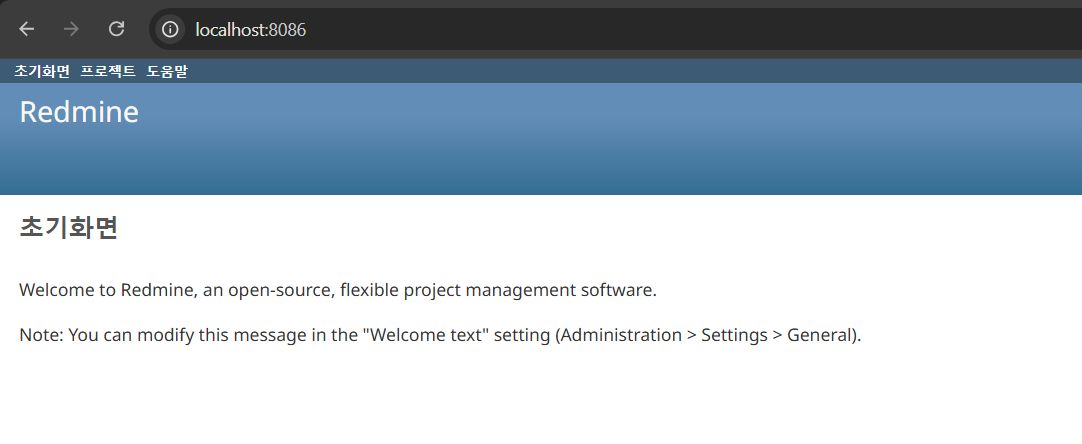 localhost:8086
초기화면 프로젝트 도움말
Redmine
초기화면
Welcome to Redmine, an open-source, flexible project management software.
Note: You can modify this message in the "Welcome text" setting (Administration > Settings > General).